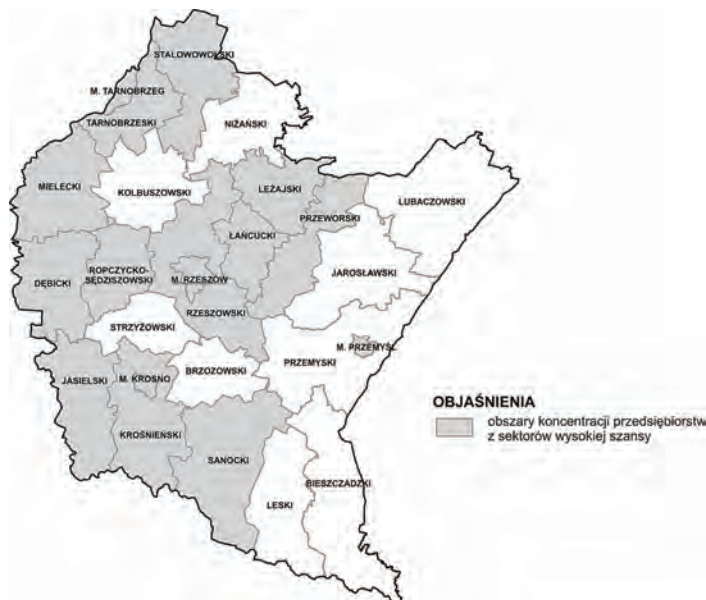 STALOWOWOLSKI
M. TARNOBRZEG
TARNOBRZESKI
NIŻAŃSKI
MIELECKI
KOLBUSZOWSKI
LEŻAJSKI
LUBACZOWSKI
PRZEWORSKI
ŁAŃCUCKI
JAROSŁAWSKI
DĘBICKI
ROPCZYCKO-
SĘDZISZOWSKI
M. RZESZÓW
RZESZOWSKI
STRZYŻOWSKI
M. PRZEMYŚL
PRZEMYSKI
BRZOZOWSKI
JASIELSKI
M. KROSNO
KROŚNIEŃSKI
SANOCKI
BIESZCZADZKI
LESKI
OBJAŚNIENIA
obszary koncentracji przedsiębiorstw
z sektorów wysokiej szansy